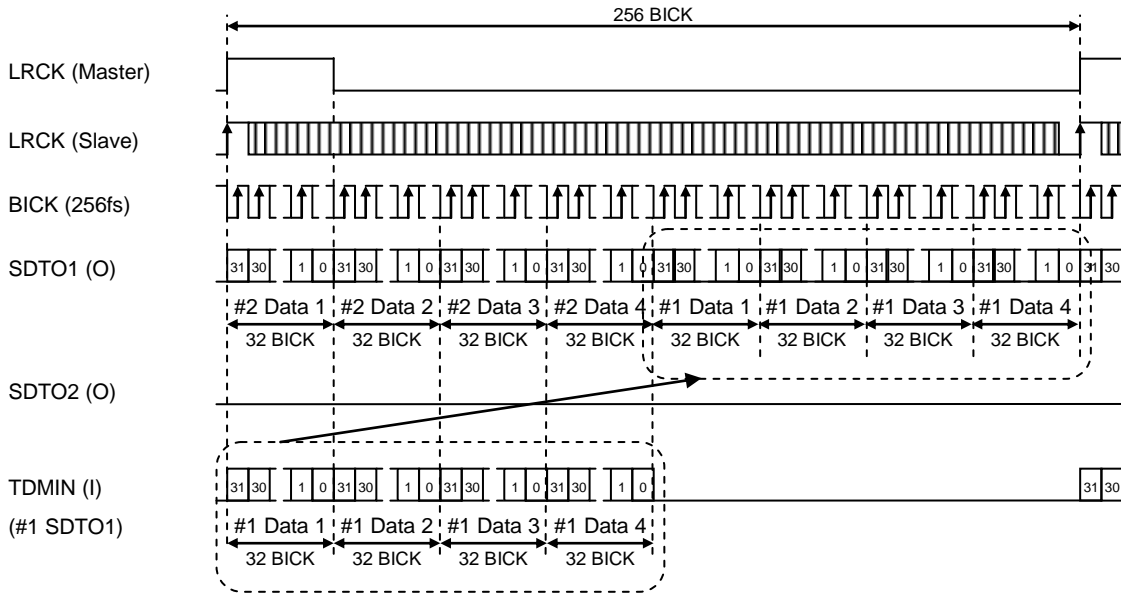 256 BICK
LRCK (Master)
LRCK (Slave)
BICK (256fs)
SDTO1 (O)
31 30 1 0 31 30 1 0 31 30 1 0 31 30 1 0 31 30 1 0 31 30 1 0 31 30 1 0 31 30 1 0 31 30
#2 Data 1 #2 Data 2 #2 Data 3 #2 Data 4 #1 Data 1 #1 Data 2 #1 Data 3 #1 Data 4
32 BICK 32 BICK 32 BICK 32 BICK 32 BICK 32 BICK 32 BICK 32 BICK
SDTO2 (O)
TDMIN (I)
31 30 1 0 31 30 1 0 31 30 1 0 31 30 1 0 31 30
(#1 SDTO1)
#1 Data 1 #1 Data 2 #1 Data 3 #1 Data 4
32 BICK 32 BICK 32 BICK 32 BICK